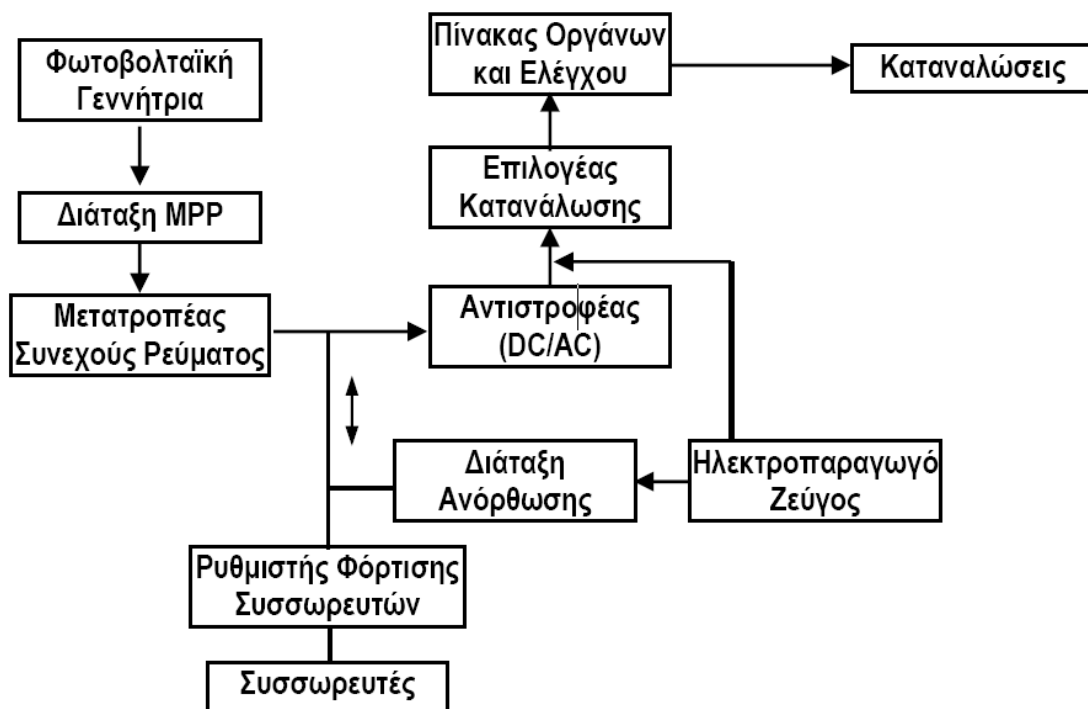 Φωτοβολταϊκή
Γεννήτρια
Διάταξη MPP
Μετατροπέας
Συνεχούς Ρεύματος
Πίνακας Οργάνων
και Ελέγχου
Καταναλώσεις
Επιλογέας
Κατανάλωσης
Αντιστροφέας
(DC/AC)
Διάταξη
Ανόρθωσης
Ηλεκτροπαραγωγό
Ζεύγος
Ρυθμιστής Φόρτισης
Συσσωρευτών
Συσσωρευτές